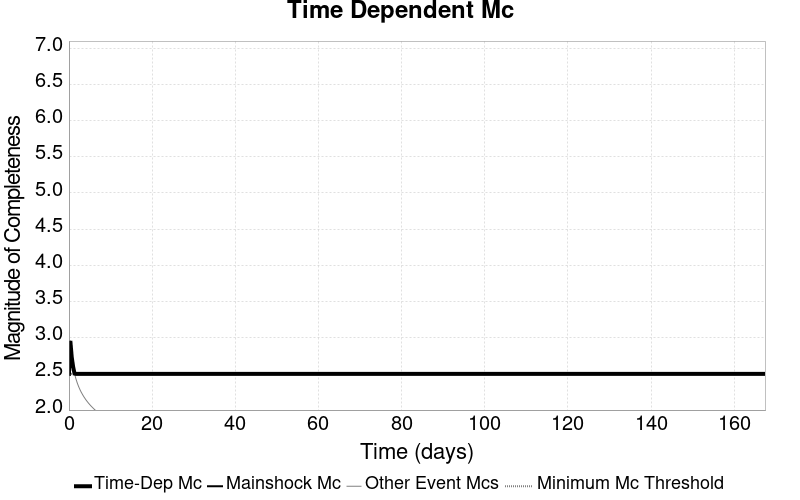 Time Dependent Mc
7.0
6.5
6.0
5.5
5.0
4.5
4.0
3.5
3.0
2.5
2.0
Magnitude of Completeness
0 20 40 60 80 100 120 140 160
Time (days)
Time-Dep Mc Mainshock Mc Other Event Mcs Minimum Mc Threshold